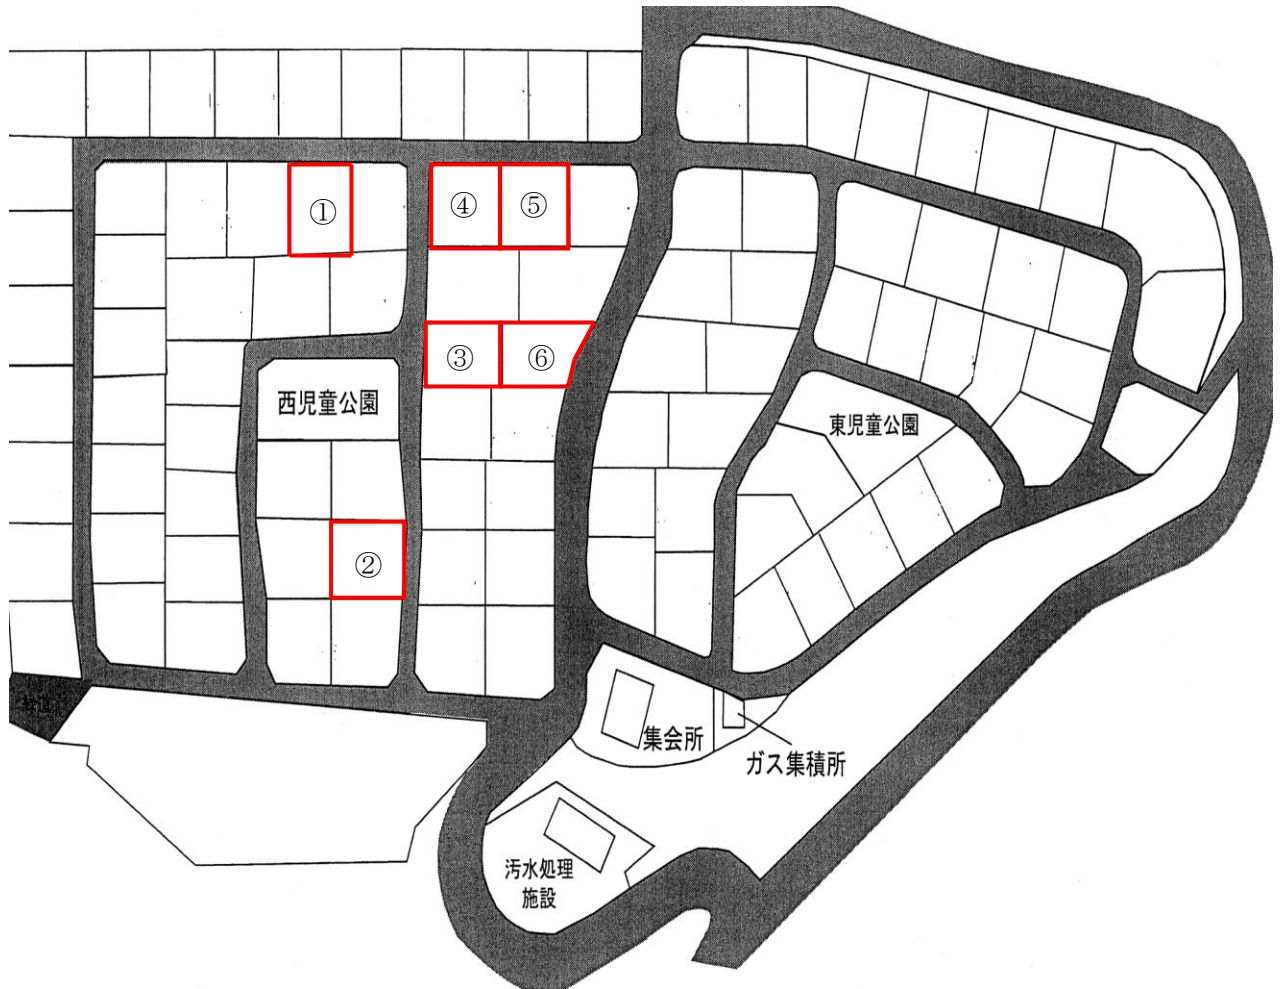 ①
④
⑤
③
⑥
西児童公園
東児童公園
②
集会所
ガス集積所
汚水処理
施設